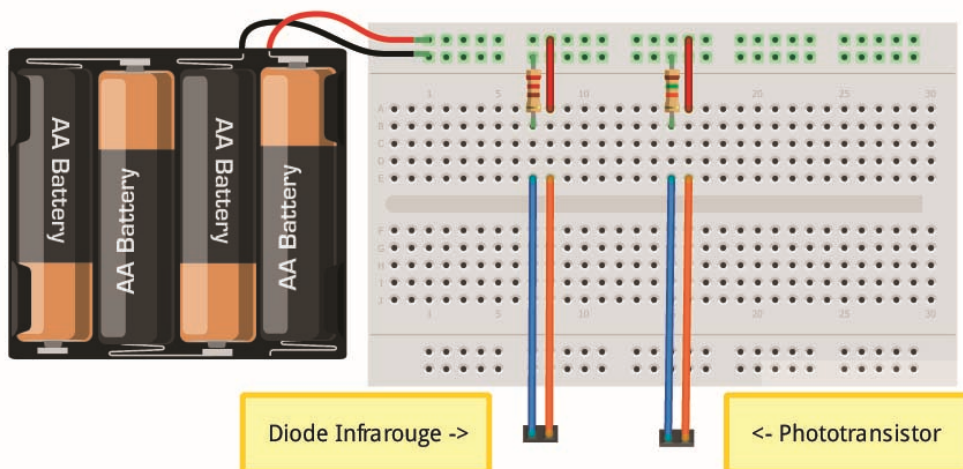 AA Battery
AA Battery
AA Battery
AA Battery
1 5 10 20 25 30
A
B
C
D
E
F
G
H
I
J
1 5 10 20 25 30
Diode Infrarouge ->
<- Phototransistor